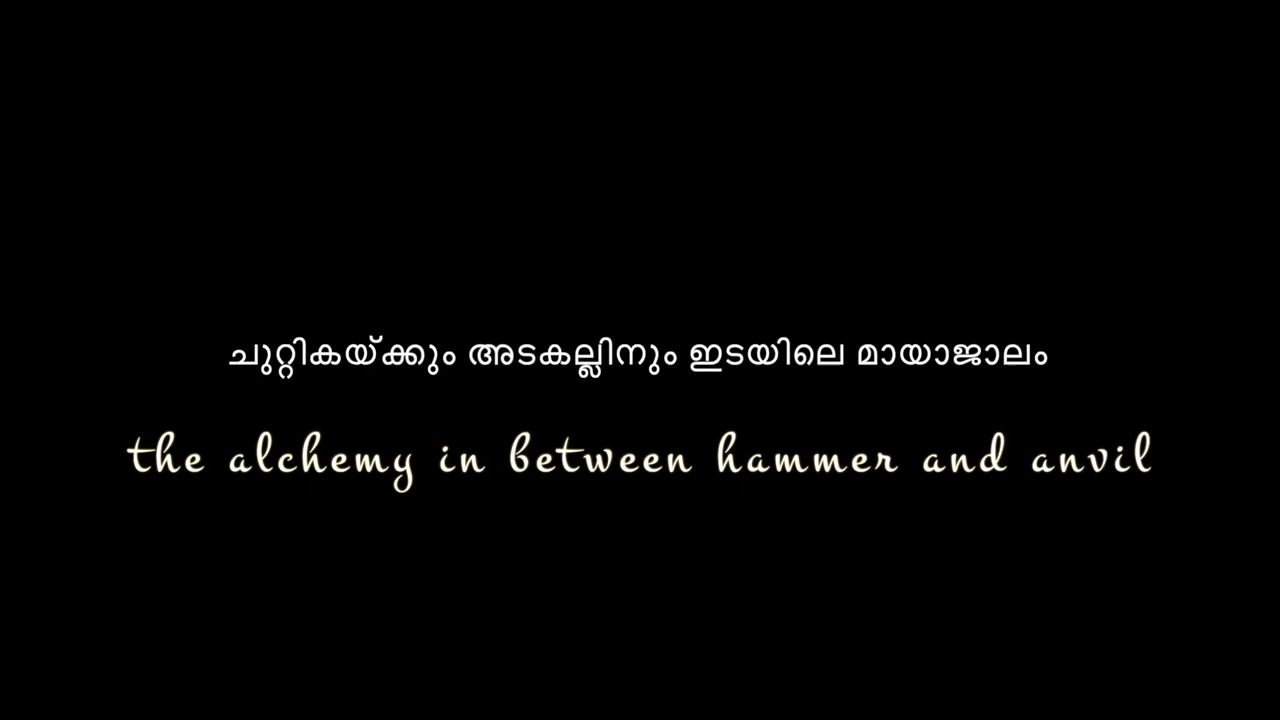 ചുറ്റികയ്ക്കും അടകല്ലിനും ഇടയിലെ മായാജാലം
the alchemy in between hammer and anvil